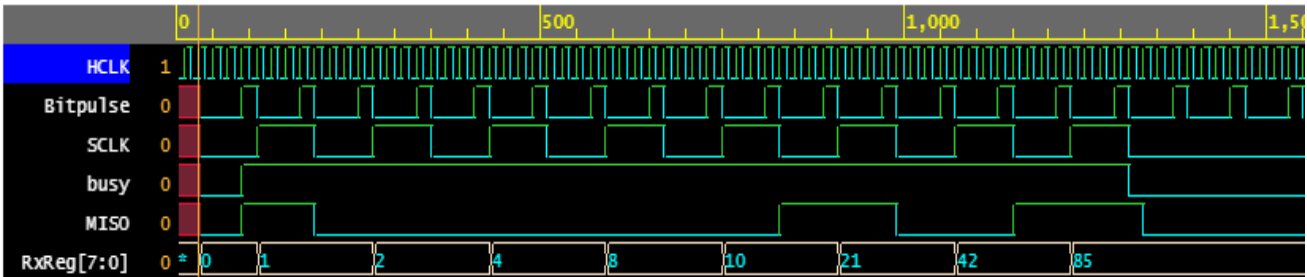 0 500 1,000 1,5
HCLK 1
Bitpulse 0
SCLK 0
busy 0
MISO 0
RxReg[7:0] 0 * 0 1 2 4 8 10 21 42 85